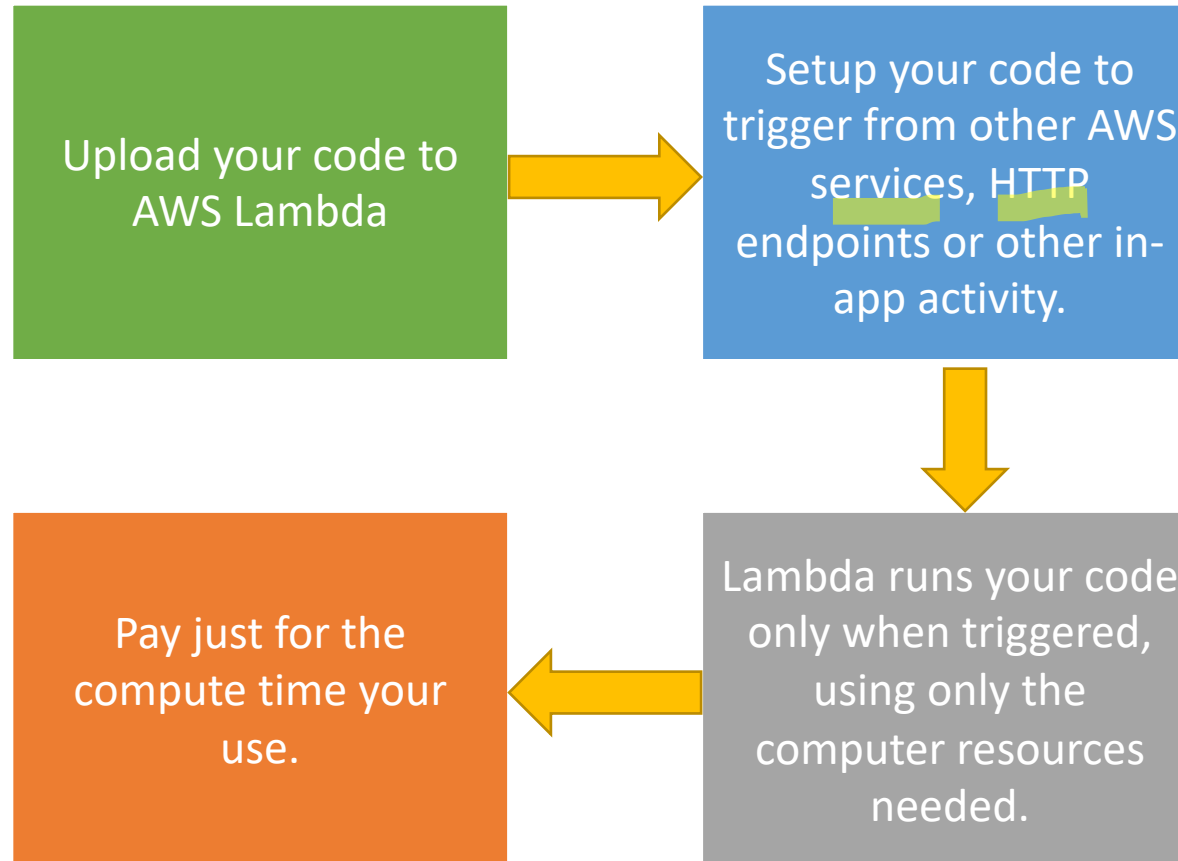 Upload your code to
AWS Lambda
Setup your code to
trigger from other AWS
services, HTTP
endpoints or other in-
app activity.
Lambda runs your code
only when triggered,
using only the
computer resources
needed.
Pay just for the
compute time your
use.